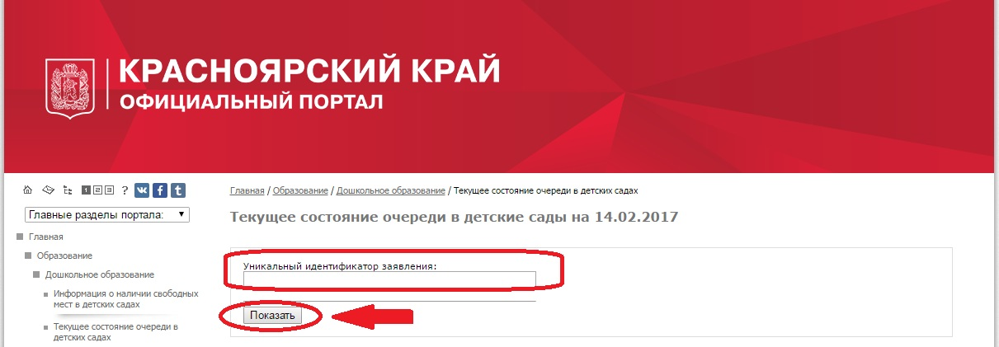 КРАСНОЯРСКИЙ КРАЙ
ОФИЦИАЛЬНЫЙ ПОРТАЛ
1 2 3 ?
Главная / Образование / Дошкольное образование / Текущее состояние очереди в детских садах
Главные разделы портала:
Текущее состояние очереди в детские сады на 14.02.2017
Главная
Образование
Дошкольное образование
Информация о наличии свободных
мест в детских садах
Текущее состояние очереди в
детских садах
Уникальный идентификатор заявления:
Показать